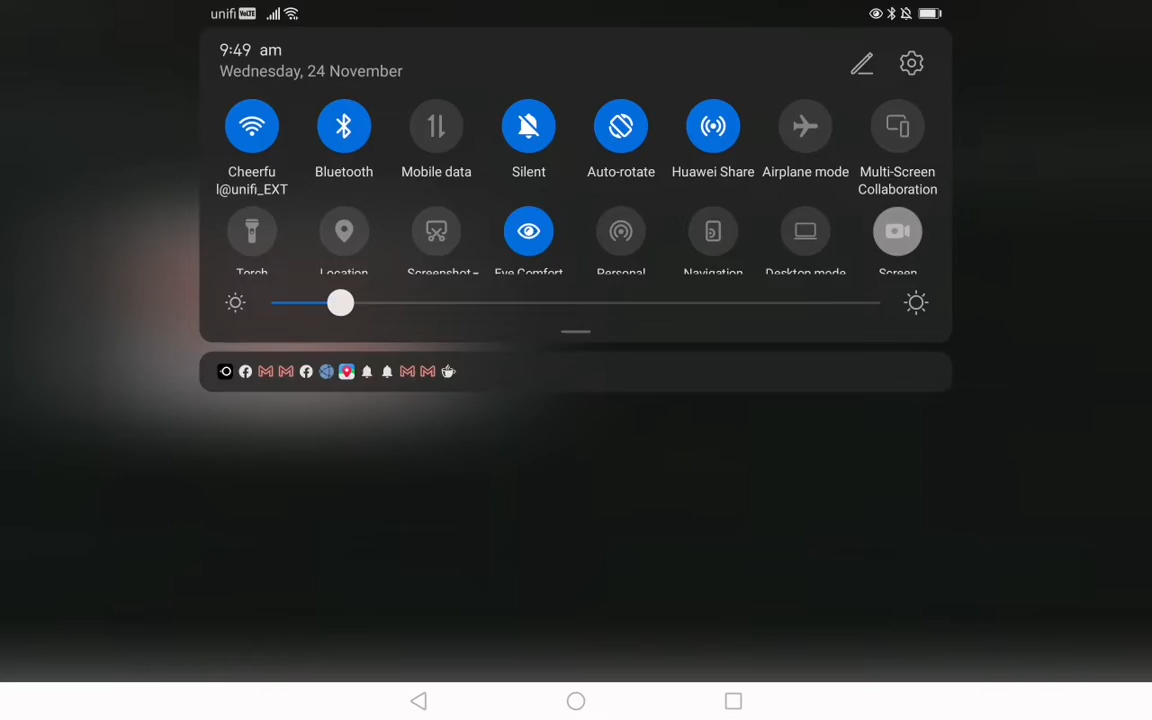 unifi VoLTE
9:49 am
Wednesday, 24 November
Cheerfu
l@unifi_EXT
Bluetooth
Mobile data
Silent
Auto-rotate
Huawei Share
Airplane mode
Multi-Screen
Collaboration
Torch
Location
Screenshot
Eye Comfort
Personal
Navigation
Desktop mode
Screen